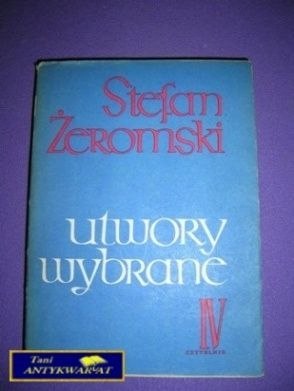 Stefan
Żeromski
utwory
wybrane
IV
CZYTELNIK
Tani
ANTYKWARIAT